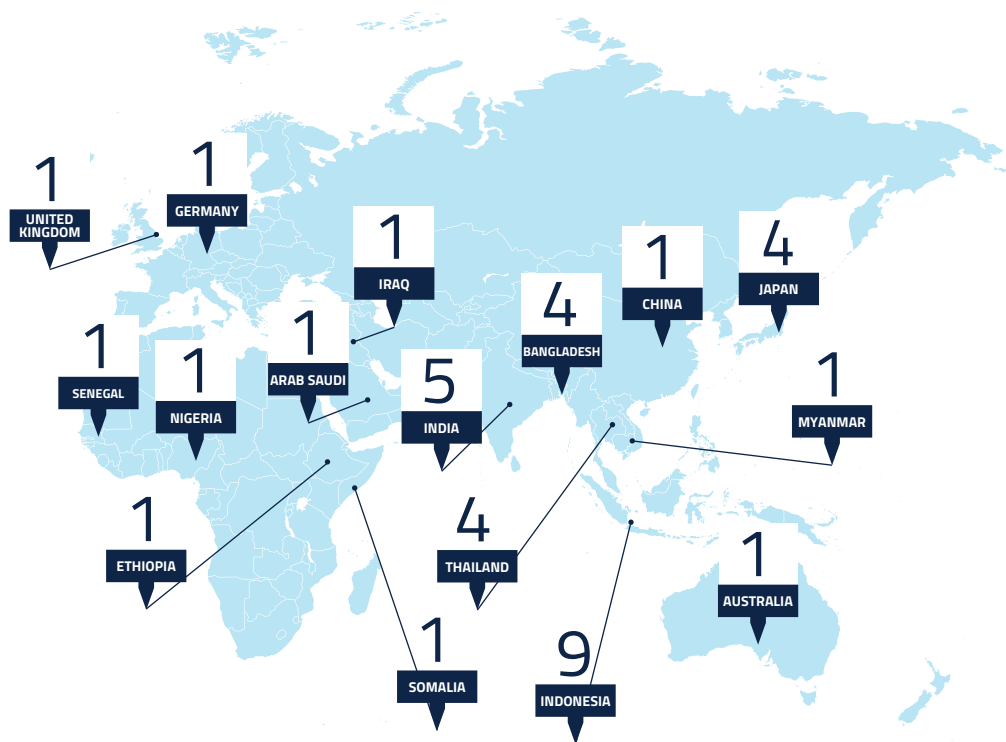 1
UNITED
KINGDOM
1
GERMANY
1
IRAQ
1
CHINA
4
JAPAN
4
BANGLADESH
1
SENEGAL
1
NIGERIA
1
ARAB SAUDI
5
INDIA
1
MYANMAR
1
ETHIOPIA
4
THAILAND
1
AUSTRALIA
1
SOMALIA
9
INDONESIA